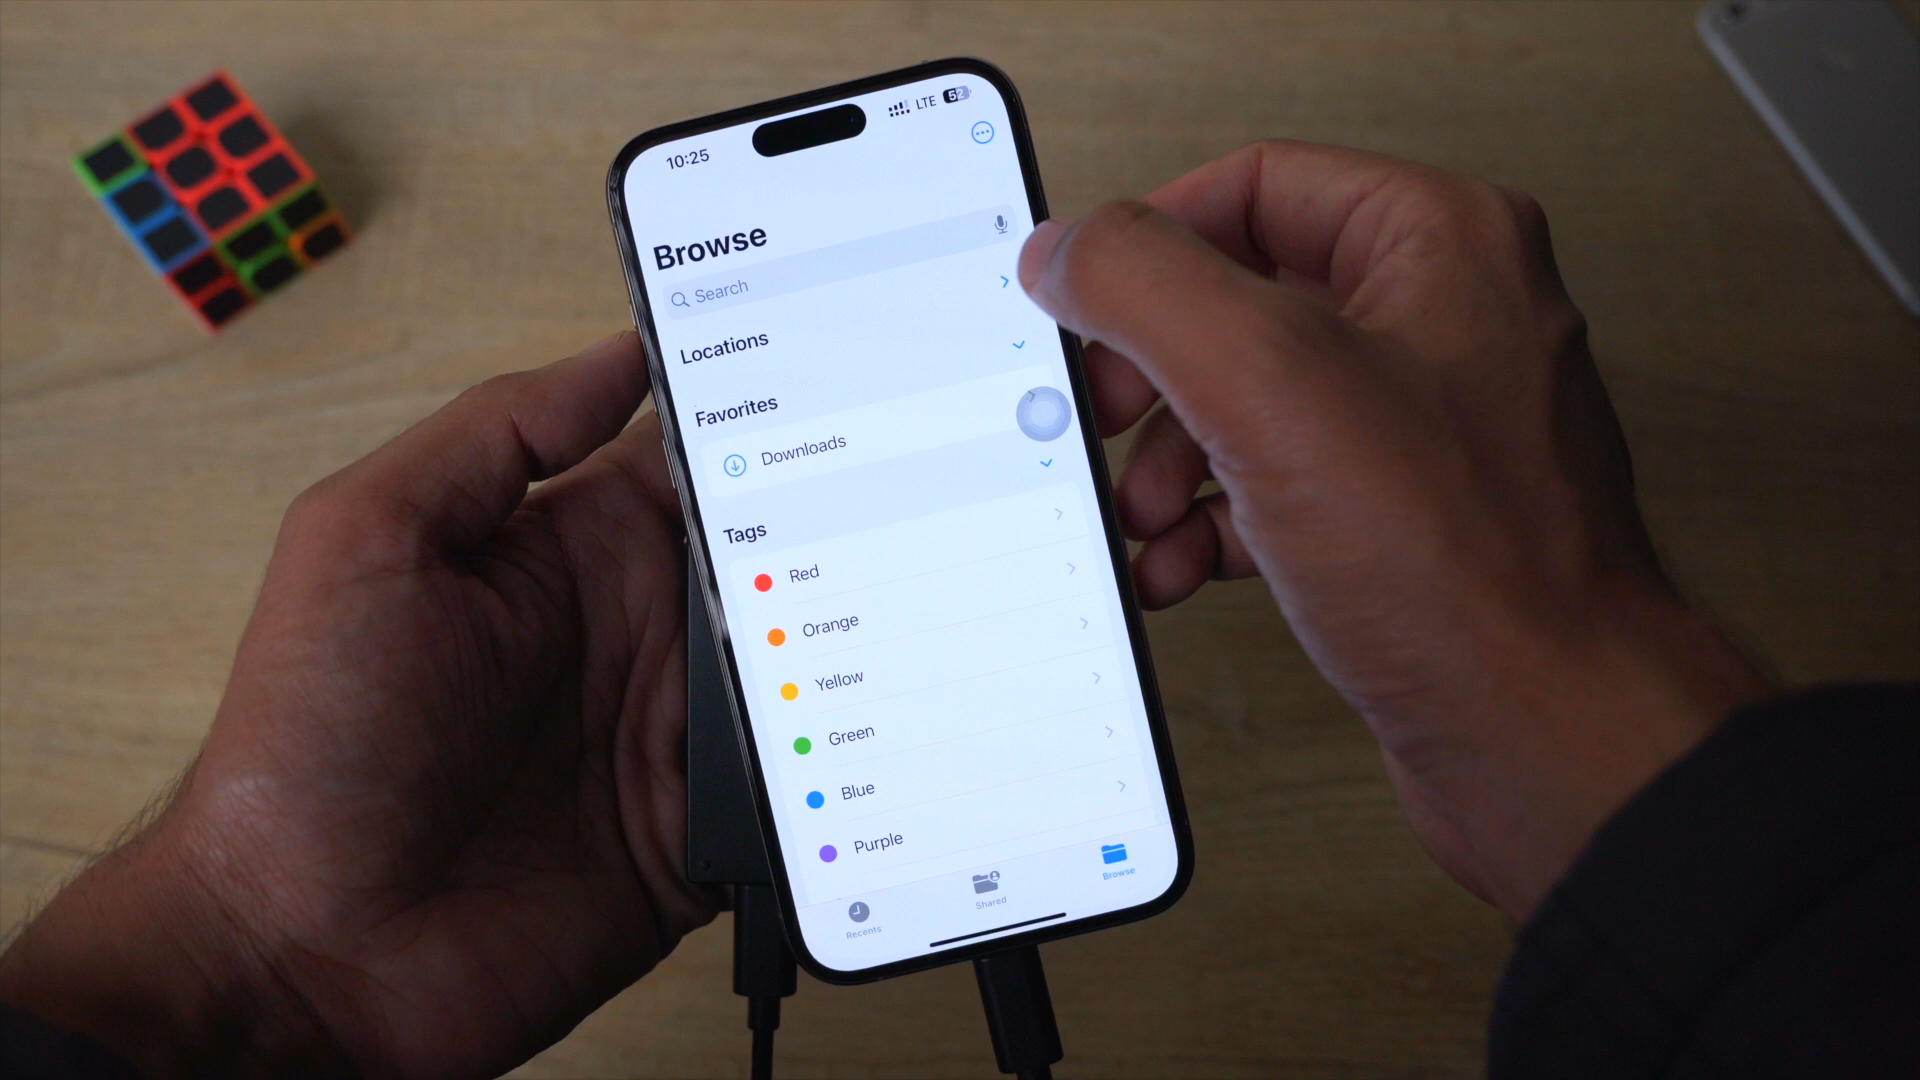 10:25
LTE 52
Browse
Search
Locations
Favorites
Downloads
Tags
Red
Orange
Yellow
Green
Blue
Purple
Recents
Shared
Browse